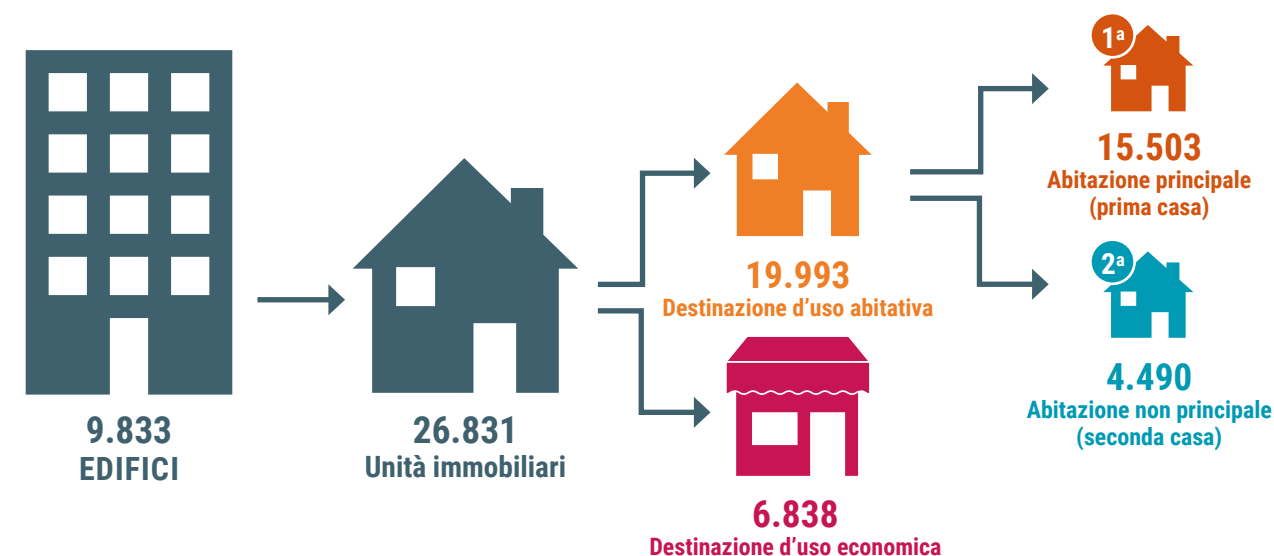 9.833
EDIFICI
26.831
Unità immobiliari
19.993
Destinazione d’uso abitativa
6.838
Destinazione d’uso economica
1ª
15.503
Abitazione principale
(prima casa)
2ª
4.490
Abitazione non principale
(seconda casa)